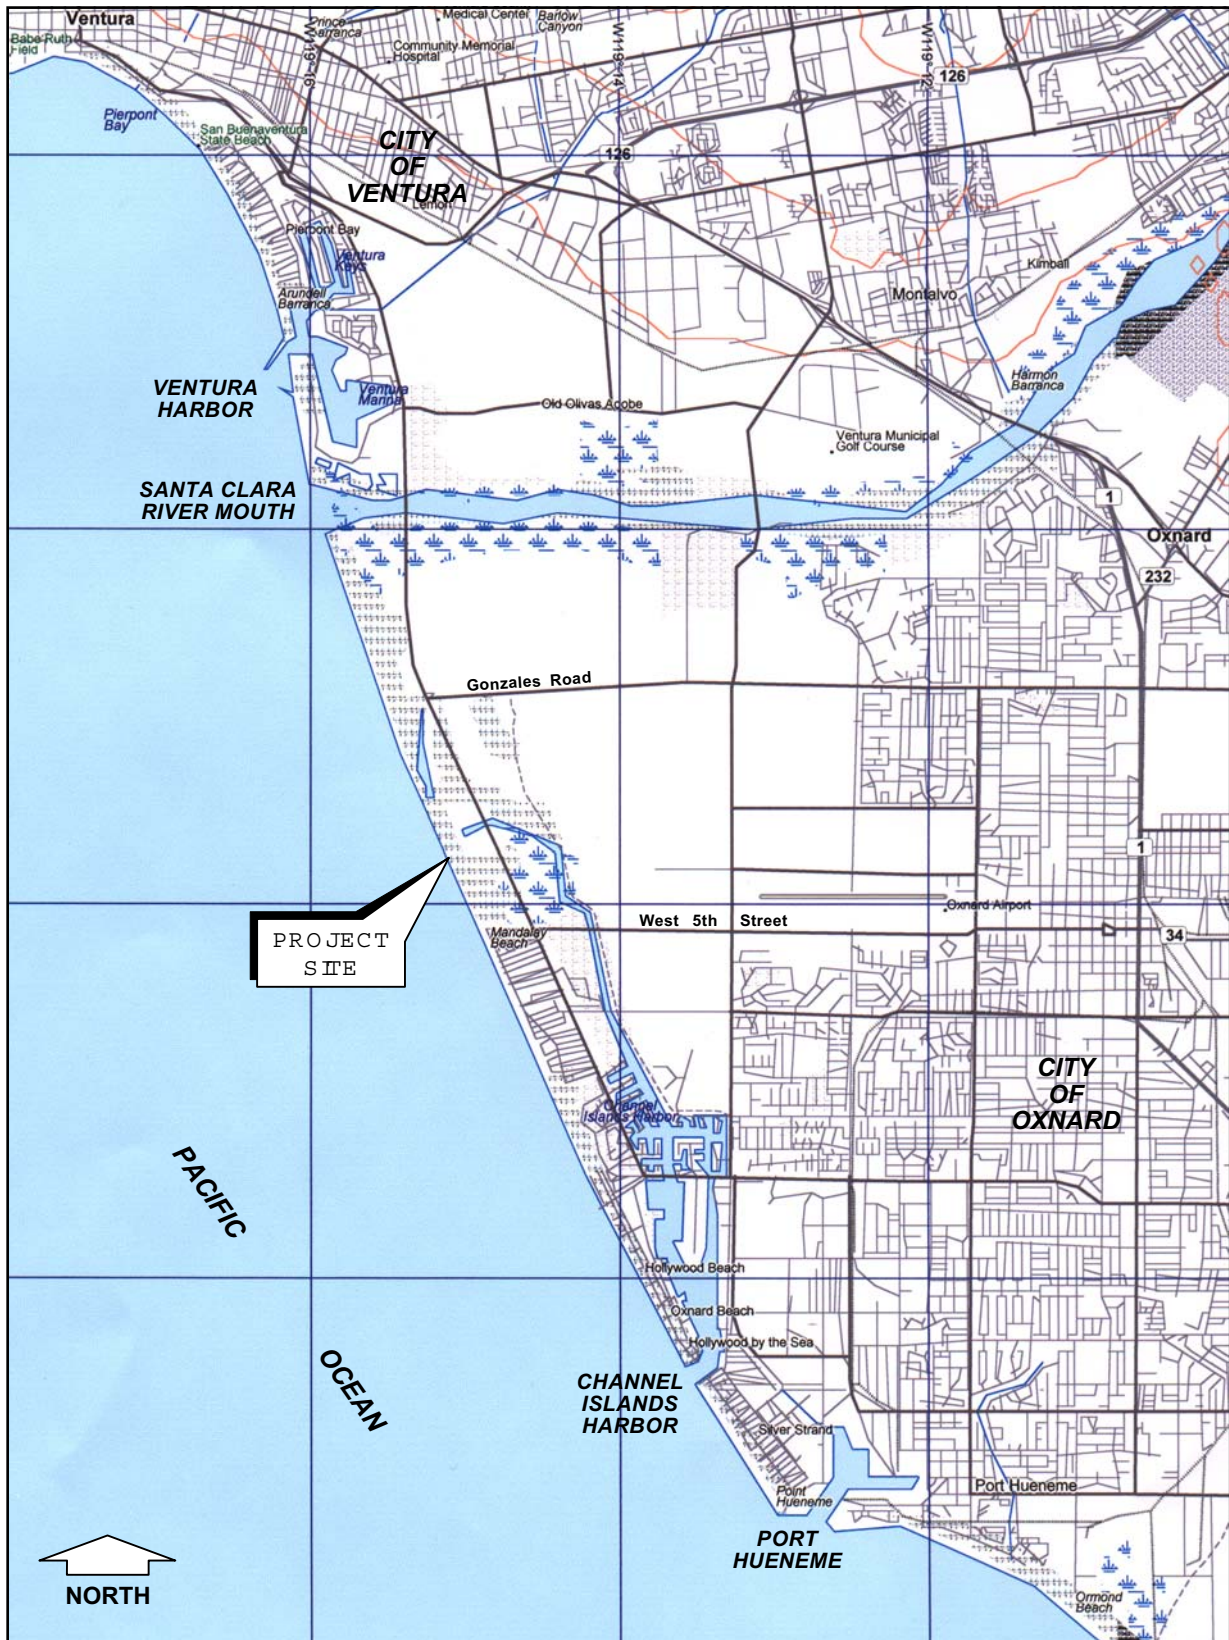 Ventura
Babe Ruth
Field
Prince
Barranca
Medical Center
Barlow
Canyon
Community Memorial
Hospital
W119°16'
W119°14'
W119°12'
126
Pierpont
Bay
San Buenaventura
State Beach
CITY
OF
VENTURA
126
Lemon
Pierpont Bay
Ventura
Keys
Arundell
Barranca
Kimball
Montalvo
VENTURA
HARBOR
Ventura
Marina
Harmon
Barranca
Old Olivas Adobe
Ventura Municipal
Golf Course
SANTA CLARA
RIVER MOUTH
1
Oxnard
232
Gonzales Road
1
PROJECT
SITE
Oxnard Airport
West 5th Street
Mandalay
Beach
34
CITY
OF
OXNARD
Channel
Islands Harbor
PACIFIC
OCEAN
Hollywood Beach
Oxnard Beach
Hollywood by the Sea
CHANNEL
ISLANDS
HARBOR
Silver Strand
Point
Hueneme
Port Hueneme
PORT
HUENEME
NORTH
Ormond
Beach